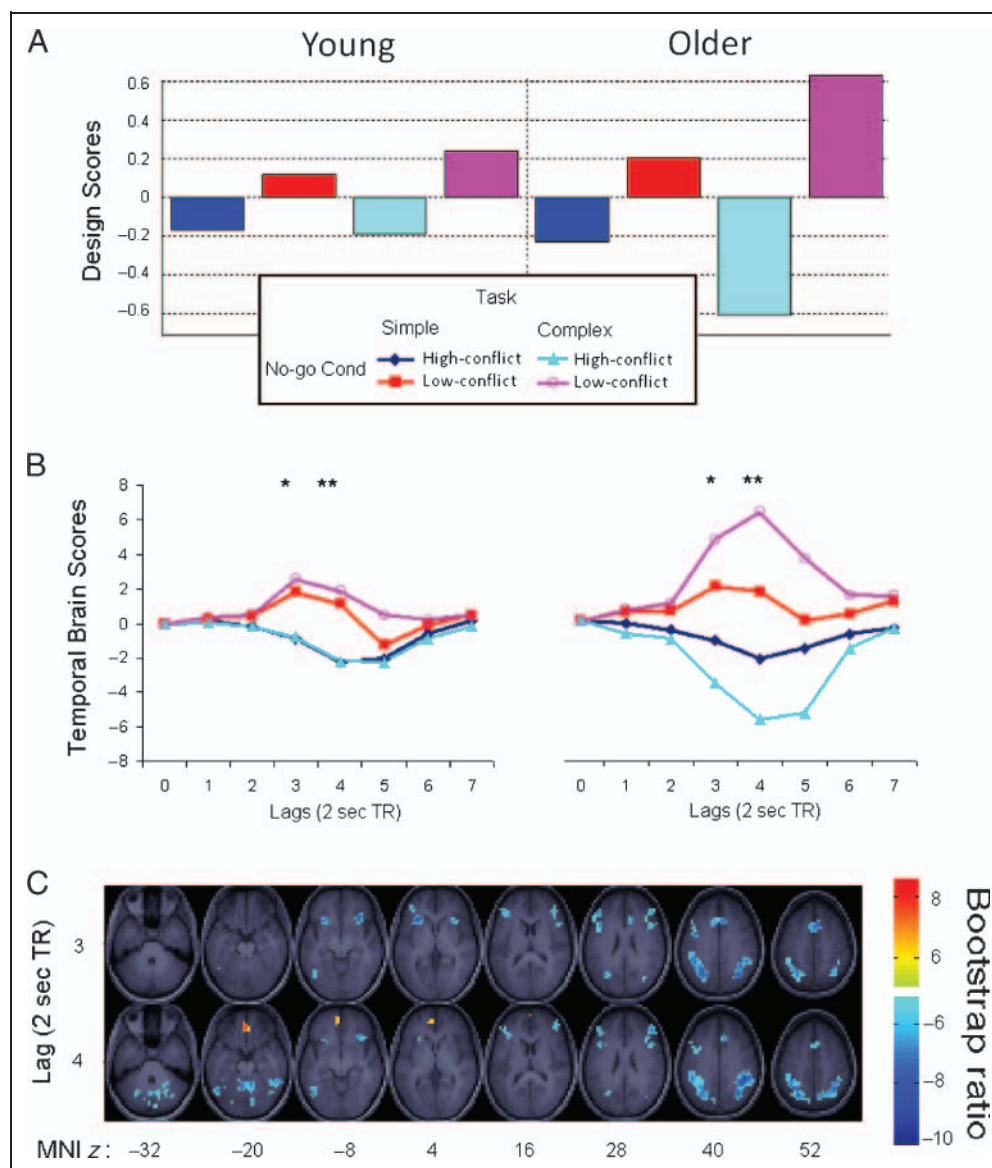 A
Young Older
Design Scores
0.6
0.4
0.2
0
−0.2
−0.4
−0.6
Task
Simple Complex
No-go Cond
High-conflict High-conflict
Low-conflict Low-conflict
B
* ** * **
Temporal Brain Scores
8
6
4
2
0
−2
−4
−6
−8
0 1 2 3 4 5 6 7 0 1 2 3 4 5 6 7
Lags (2 sec TR) Lags (2 sec TR)
C
Lag (2 sec TR)
3
4
8
6
−6
−8
−10
Bootstrap ratio
MNI z : −32 −20 −8 4 16 28 40 52